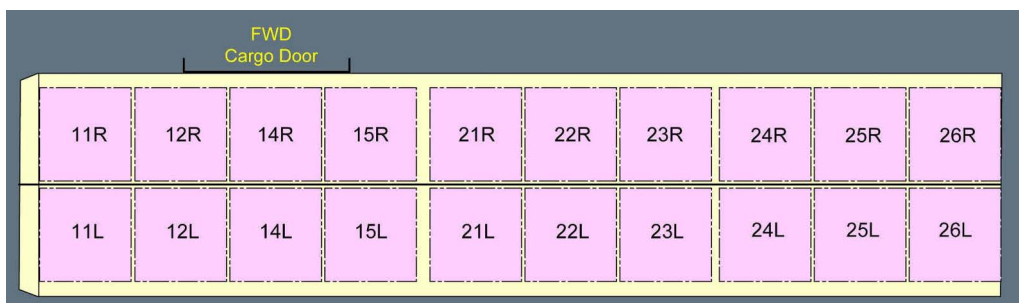 FWD
Cargo Door
11R 12R 14R 15R 21R 22R 23R 24R 25R 26R
11L 12L 14L 15L 21L 22L 23L 24L 25L 26L